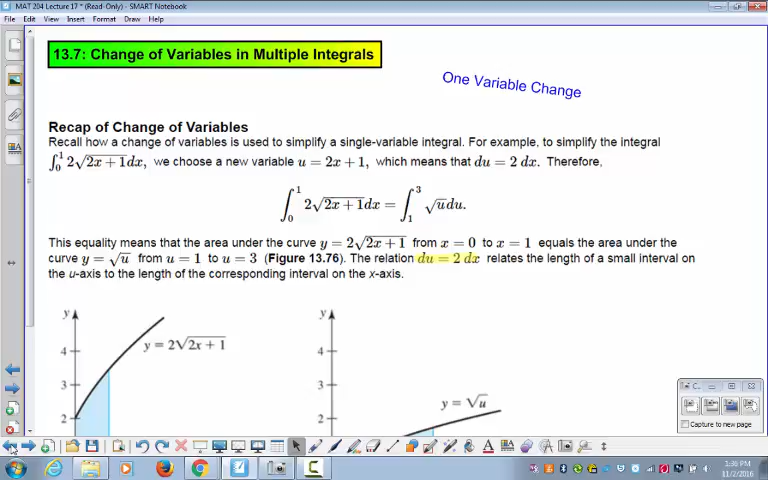 MAT 204 Lecture 17 * (Read-Only) - SMART Notebook
File Edit View Insert Format Draw Help
13.7: Change of Variables in Multiple Integrals
One Variable Change
Recap of Change of Variables
Recall how a change of variables is used to simplify a single-variable integral. For example, to simplify the integral
∫₀¹ 2√(2x + 1) dx, we choose a new variable u = 2x + 1, which means that du = 2 dx. Therefore,
∫₀¹ 2√(2x + 1) dx = ∫₁³ √u du.
This equality means that the area under the curve y = 2√(2x + 1) from x = 0 to x = 1 equals the area under the
curve y = √u from u = 1 to u = 3 (Figure 13.76). The relation du = 2 dx relates the length of a small interval on
the u-axis to the length of the corresponding interval on the x-axis.
y
4
3
2
y = 2√(2x + 1)
y
4
3
2
y = √u
C...
Capture to new page
A
1:36 PM
11/2/2016